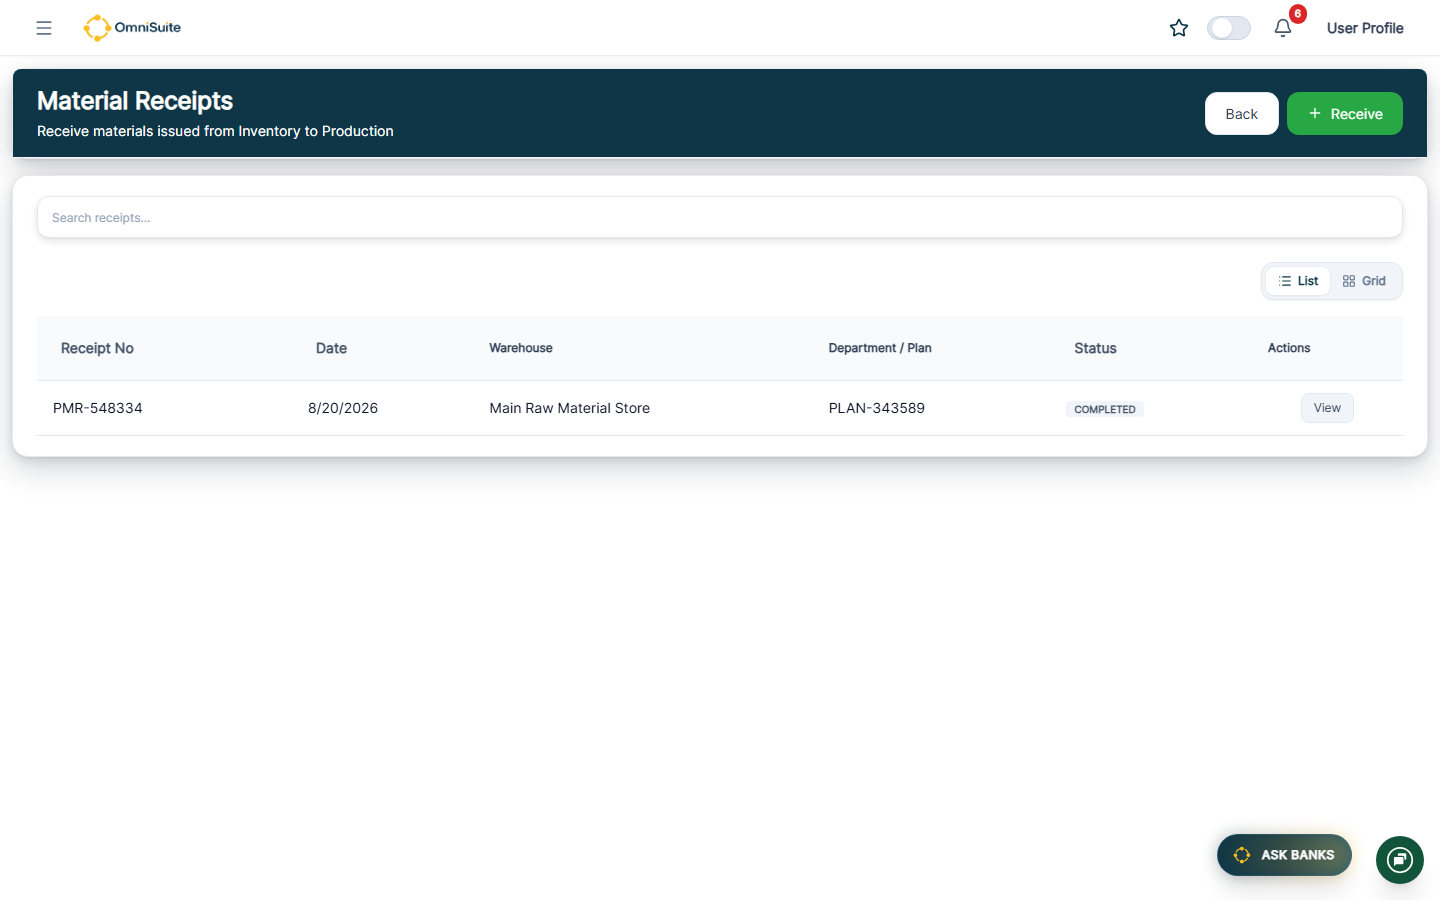 OmniSuite
6
User Profile
Material Receipts
Receive materials issued from Inventory to Production
Back
+ Receive
Search receipts...
List
Grid
Receipt No Date Warehouse Department / Plan Status Actions
PMR-548334 8/20/2026 Main Raw Material Store PLAN-343589 COMPLETED View
ASK BANKS